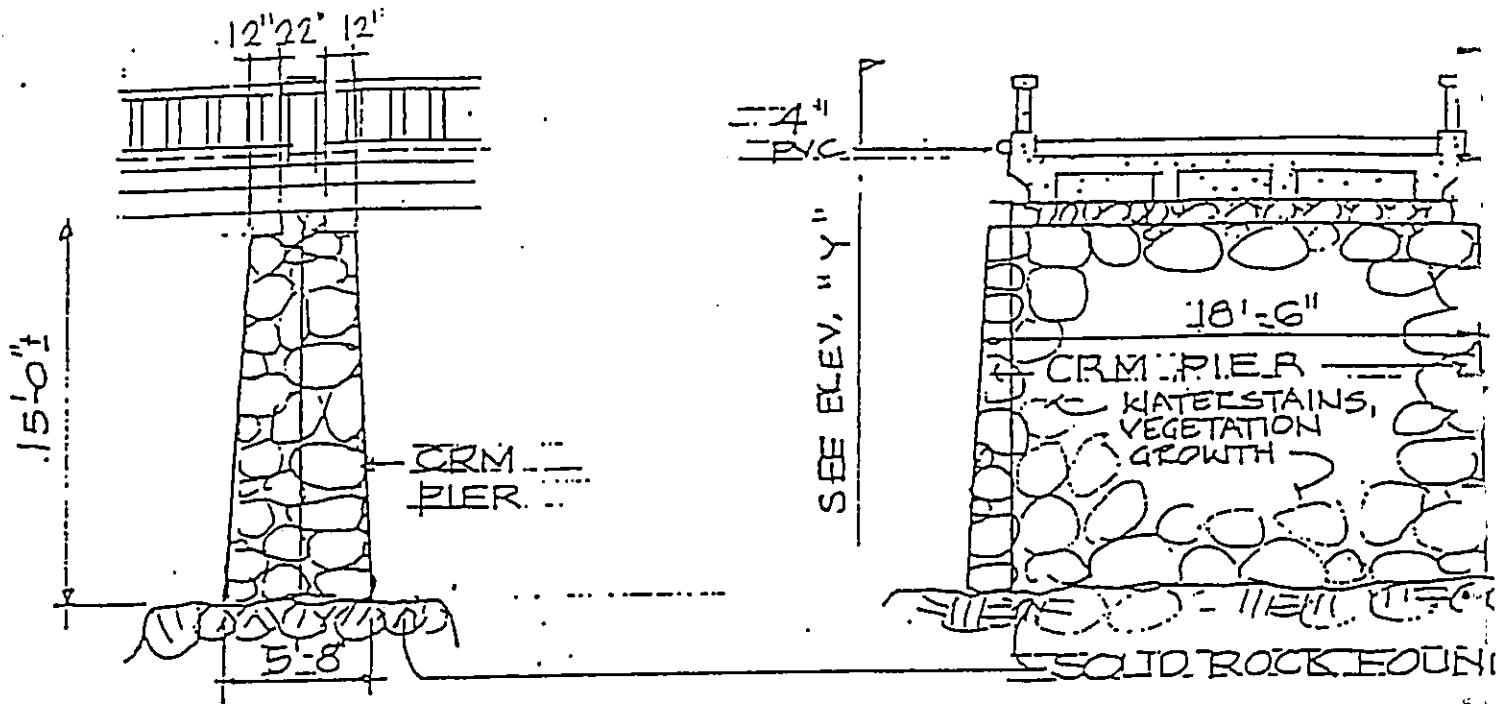 12" 22" 12"
4"
PVC
15'-0"±
SEE ELEV. "Y"
18'-6"
CRM PIER
WATERSTAINS,
VEGETATION
GROWTH
CRM
PIER
5'-8"
SOLID ROCK FOUN